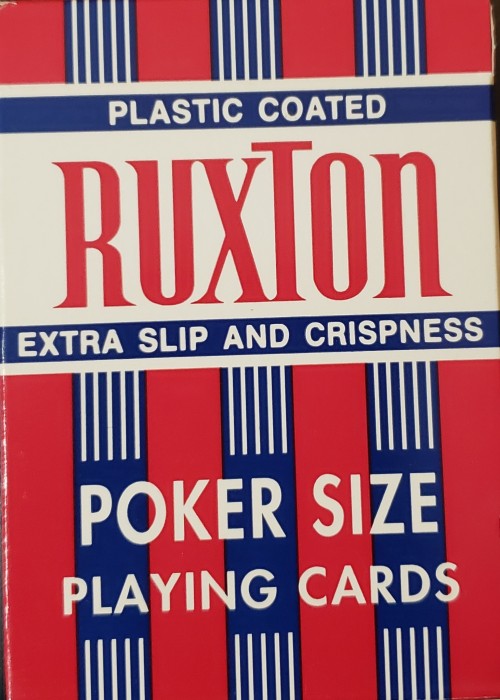 PLASTIC COATED
RUXTON
EXTRA SLIP AND CRISPNESS
POKER SIZE
PLAYING CARDS